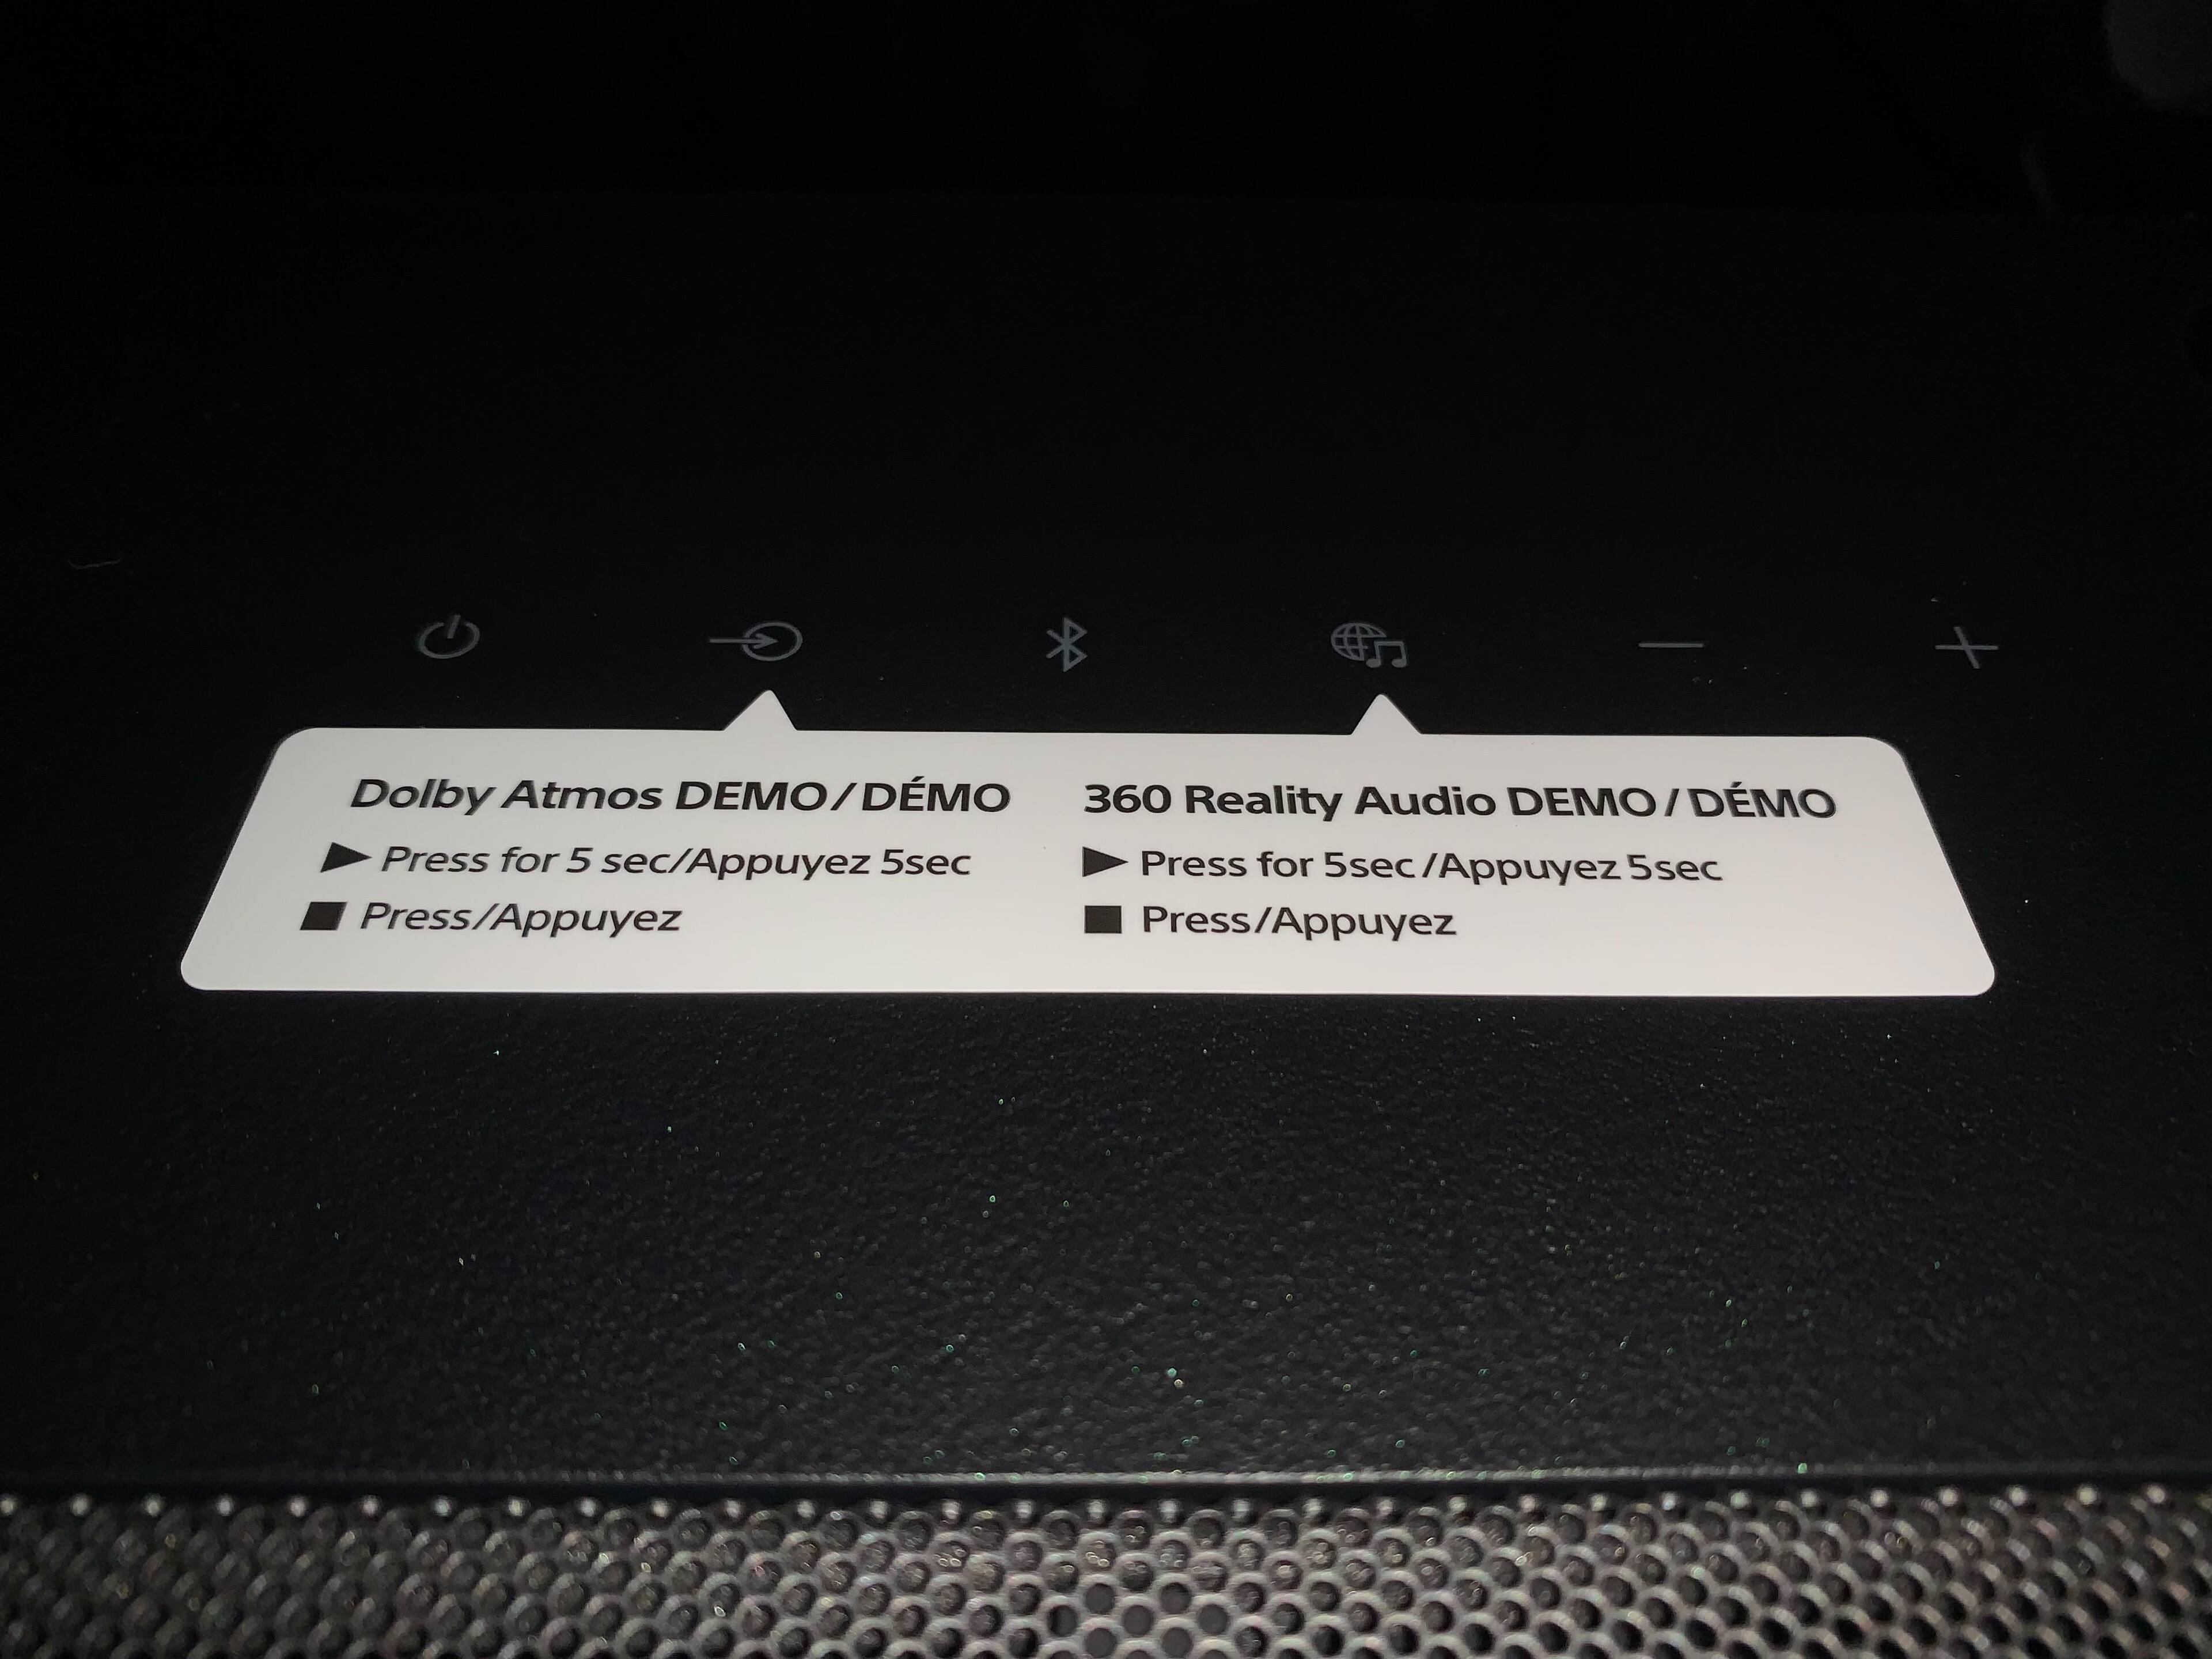 Dolby Atmos DEMO/DÉMO
▶ Press for 5 sec/Appuyez 5sec
■ Press/Appuyez
360 Reality Audio DEMO/DÉMO
▶ Press for 5sec/Appuyez 5sec
■ Press/Appuyez